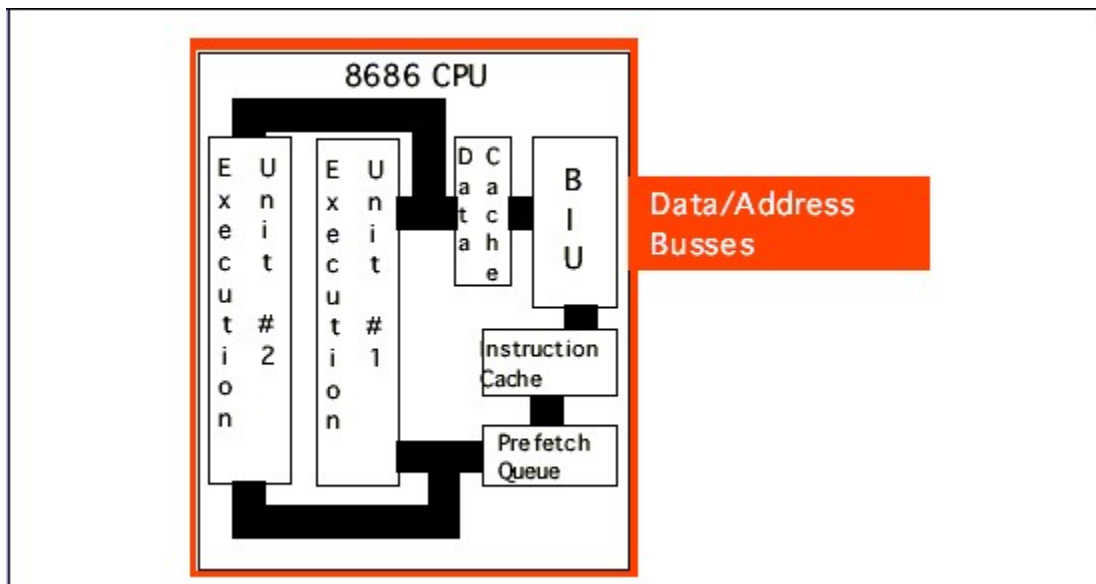 8686 CPU
Execution
Unit #2
Execution
Unit #1
Data
Cache
BIU
Data/Address
Busses
Instruction
Cache
Prefetch
Queue